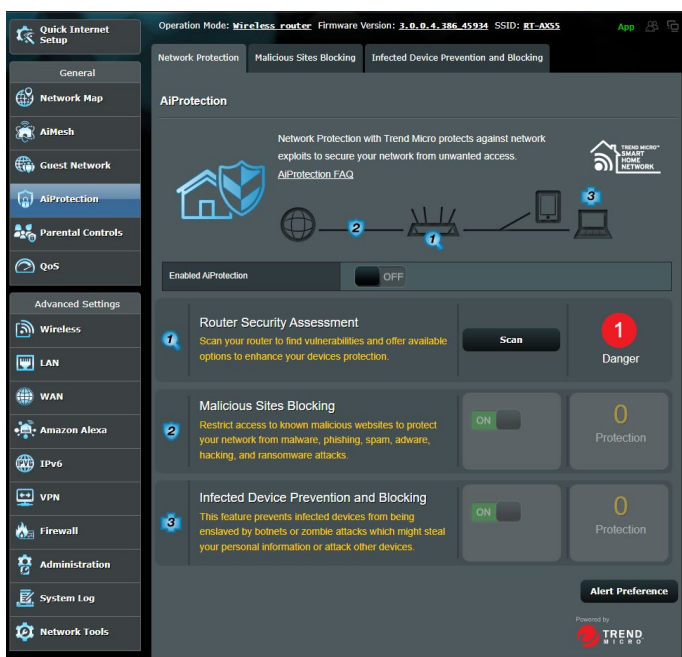 Quick Internet
Setup
General
Network Map
AiMesh
Guest Network
AiProtection
Parental Controls
QoS
Advanced Settings
Wireless
LAN
WAN
Amazon Alexa
IPv6
VPN
Firewall
Administration
System Log
Network Tools
Operation Mode: Wireless router Firmware Version: 3.0.0.4.386_45934 SSID: RT-AX55 App
Network Protection Malicious Sites Blocking Infected Device Prevention and Blocking
AiProtection
Network Protection with Trend Micro protects against network
exploits to secure your network from unwanted access.
AiProtection FAQ
TREND MICRO™
SMART
HOME
NETWORK
3
2
1
Enabled AiProtection OFF
1
Router Security Assessment
Scan your router to find vulnerabilities and offer available
options to enhance your devices protection.
Scan
1
Danger
2
Malicious Sites Blocking
Restrict access to known malicious websites to protect
your network from malware, phishing, spam, adware,
hacking, and ransomware attacks.
ON
0
Protection
3
Infected Device Prevention and Blocking
This feature prevents infected devices from being
enslaved by botnets or zombie attacks which might steal
your personal information or attack other devices.
ON
0
Protection
Alert Preference
Powered by
TREND
MICRO